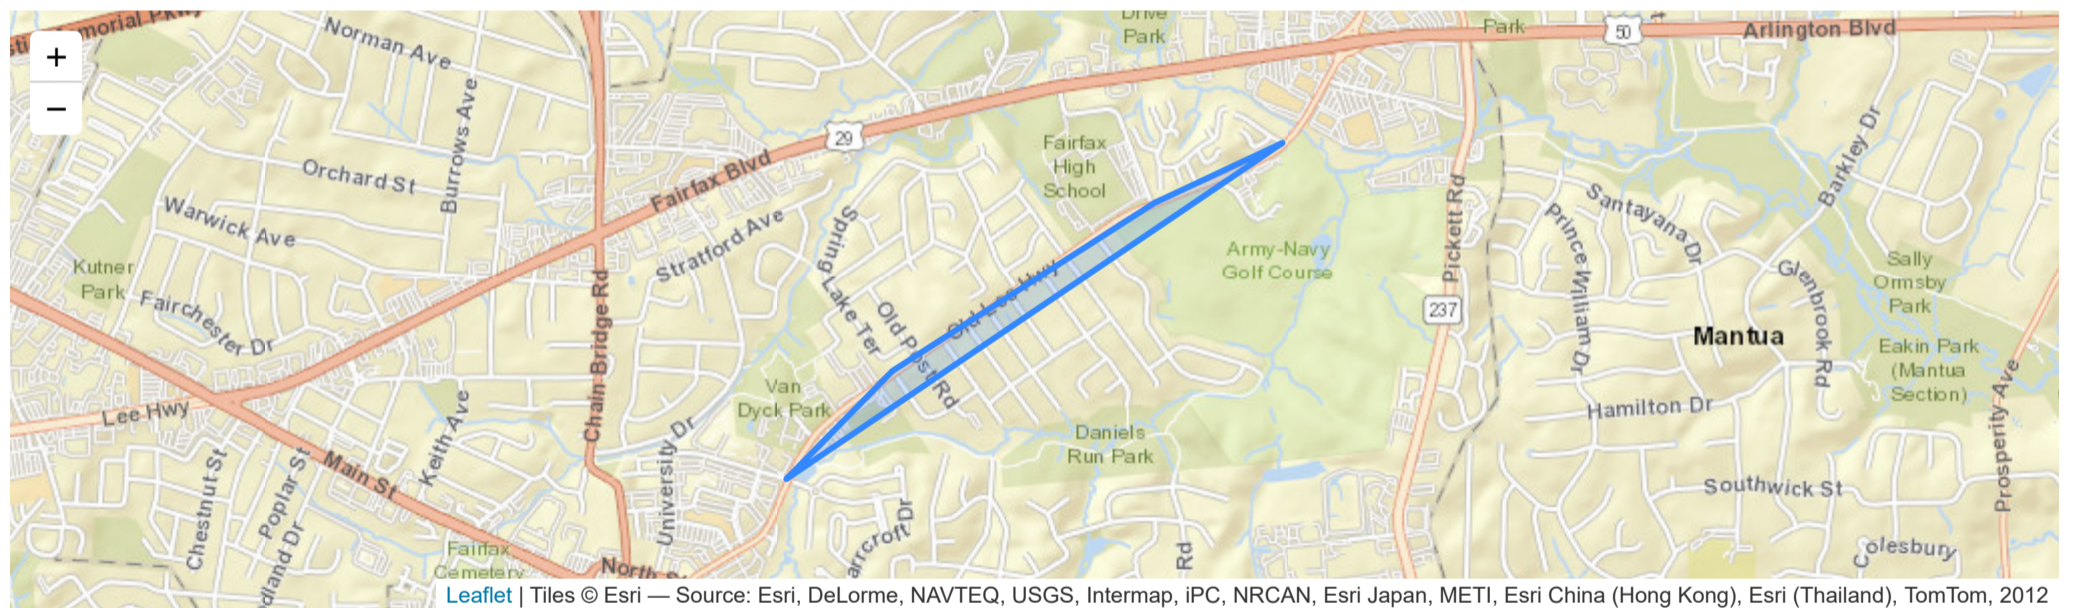 Drive
Park
Park
50
Arlington Blvd
morial Pkwy
+
−
Norman Ave
Burrows Ave
29
Fairfax
High
School
Barkley Dr
Orchard St
Fairfax Blvd
Warwick Ave
Stratford Ave
Spring Lake Ter
Pickett Rd
Santayana Dr
Prince William Dr
Army-Navy
Golf Course
Kutner
Park
Fairchester Dr
Chain Bridge Rd
Old Post Rd
Old Lee Hwy
237
Mantua
Glenbrook Rd
Sally
Ormsby
Park
Eakin Park
(Mantua
Section)
Prosperity Ave
Van
Dyck Park
Lee Hwy
Keith Ave
Hamilton Dr
Daniels
Run Park
University Dr
Main St
Chestnut St
Poplar St
Southwick St
Rd
Colesbury
Fairfax
Cemetery
North St
arrcroft Dr
dland Dr
Leaflet | Tiles © Esri — Source: Esri, DeLorme, NAVTEQ, USGS, Intermap, iPC, NRCAN, Esri Japan, METI, Esri China (Hong Kong), Esri (Thailand), TomTom, 2012